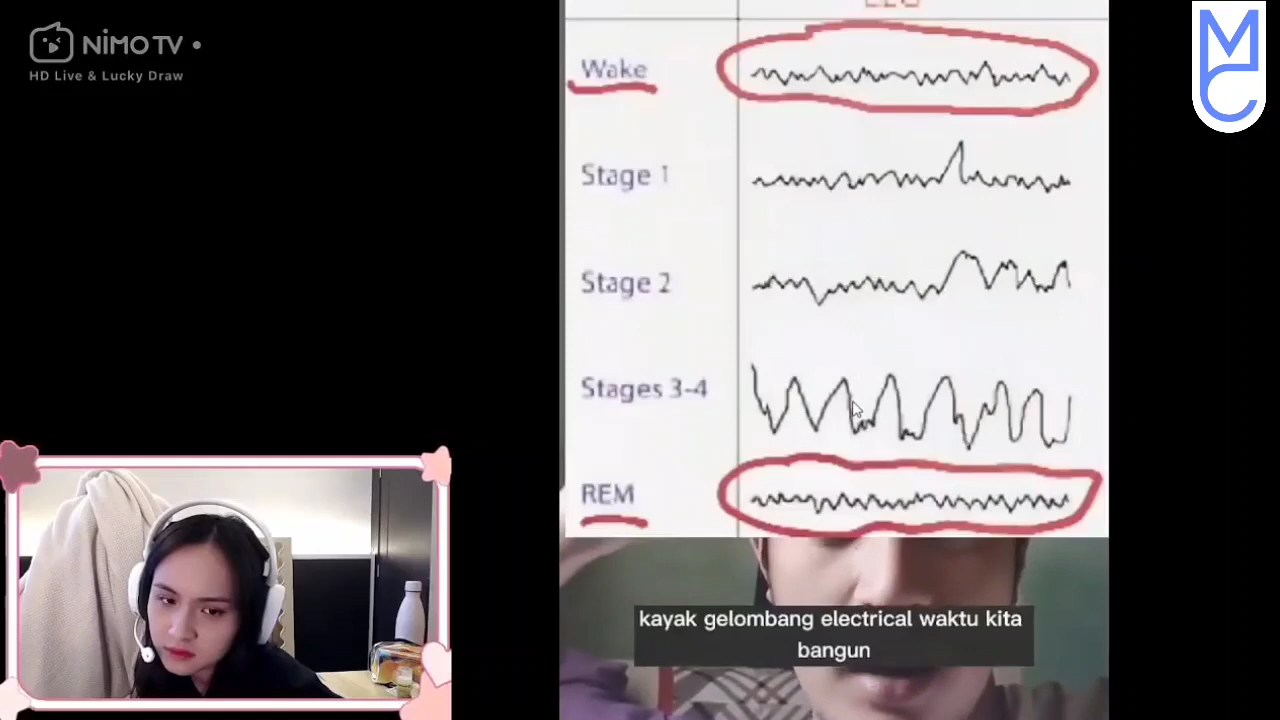 NIMO TV
HD Live & Lucky Draw
MC
Wake
Stage 1
Stage 2
Stages 3-4
REM
kayak gelombang electrical waktu kita
bangun